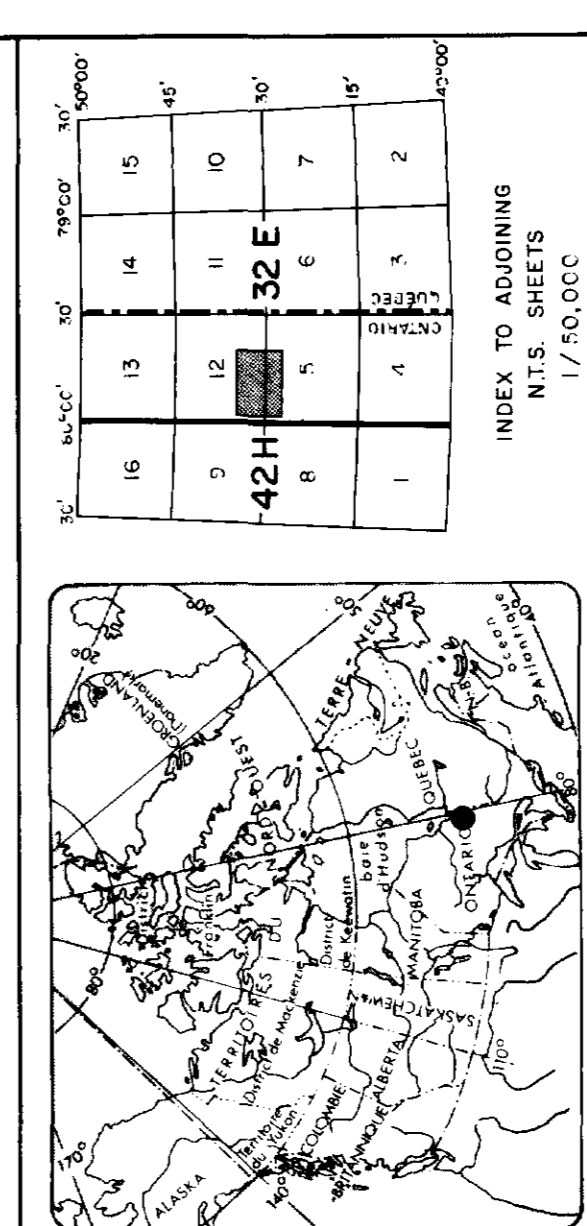 30'
80°00'
30'
79°00'
30'
50°00'
16
13
14
15
45'
9
12
11
10
42H
32 E
30'
8
5
6
7
ONTARIO
QUEBEC
15'
1
4
3
2
49°00'
INDEX TO ADJOINING
N.T.S. SHEETS
1/50,000
170°
80°
20°
60°
50°
40°
ALASKA
140°
Territoire
du Yukon
TERRITOIRES
DU
NORD-OUEST
District
Franklin
District de Mackenzie
District
de Keewatin
GROENLAND
(Danemark)
COLOMBIE
BRITANNIQUE
ALBERTA
SASKATCHEWAN
MANITOBA
baie
d'Hudson
ONTARIO
QUEBEC
TERRE-NEUVE
N-B
océan
Atlantique
110°
80°